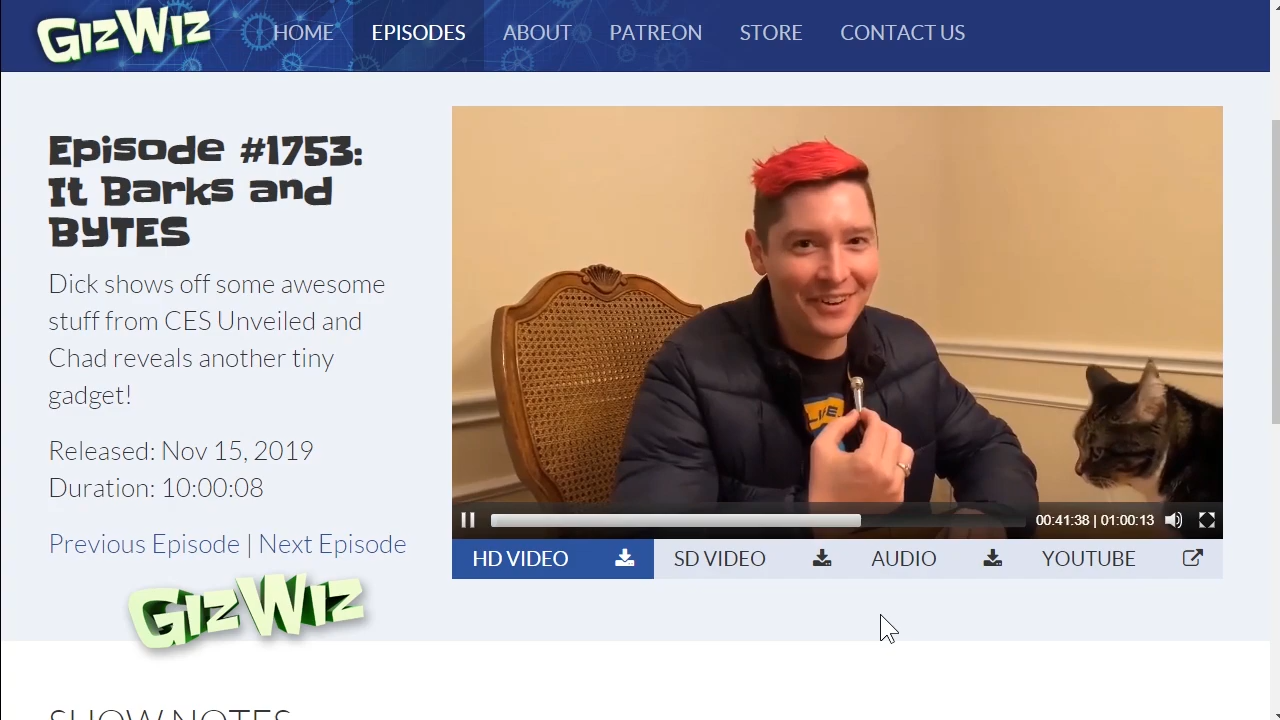 GIZWIZ
HOME
EPISODES
ABOUT
PATREON
STORE
CONTACT US
Episode #1753:
It Barks and
BYTES
Dick shows off some awesome
stuff from CES Unveiled and
Chad reveals another tiny
gadget!
Released: Nov 15, 2019
Duration: 10:00:08
Previous Episode | Next Episode
GIZWIZ
00:41:38 | 01:00:13
HD VIDEO
SD VIDEO
AUDIO
YOUTUBE
SHOW NOTES